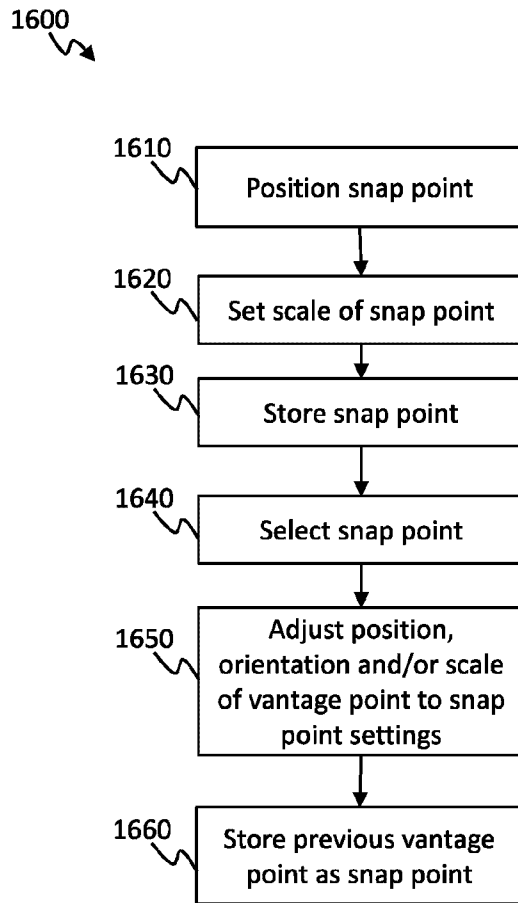 1600
1610
Position snap point
1620
Set scale of snap point
1630
Store snap point
1640
Select snap point
1650
Adjust position,
orientation and/or scale
of vantage point to snap
point settings
1660
Store previous vantage
point as snap point